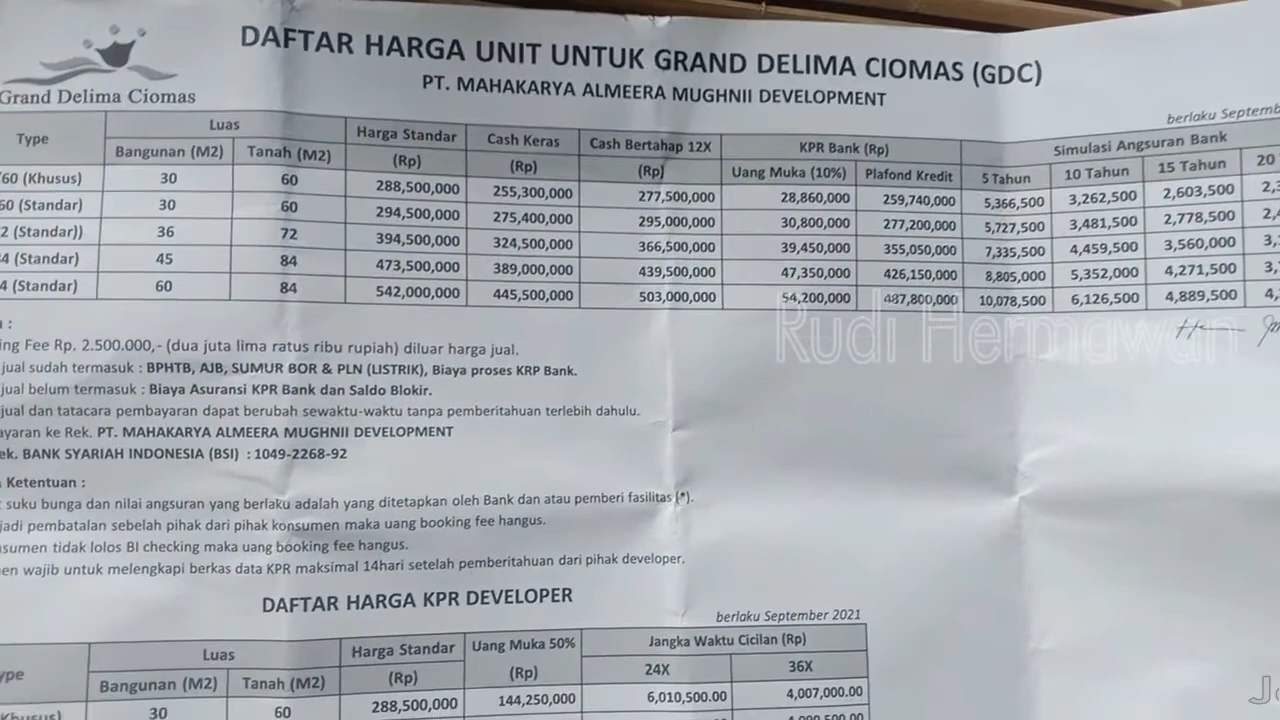 DAFTAR HARGA UNIT UNTUK GRAND DELIMA CIOMAS (GDC)
PT. MAHAKARYA ALMEERA MUGHNII DEVELOPMENT
Grand Delima Ciomas
berlaku Septemb
Type Luas Harga Standar Cash Keras Cash Bertahap 12X KPR Bank (Rp) Simulasi Angsuran Bank
Bangunan (M2) Tanah (M2) (Rp) (Rp) (Rp) Uang Muka (10%) Plafond Kredit 5 Tahun 10 Tahun 15 Tahun 20
60 (Khusus) 30 60 288,500,000 255,300,000 277,500,000 28,860,000 259,740,000 5,366,500 3,262,500 2,603,500 2,
60 (Standar) 30 60 294,500,000 275,400,000 295,000,000 30,800,000 277,200,000 5,727,500 3,481,500 2,778,500 2,
2 (Standar)) 36 72 394,500,000 324,500,000 366,500,000 39,450,000 355,050,000 7,335,500 4,459,500 3,560,000 3,
4 (Standar) 45 84 473,500,000 389,000,000 439,500,000 47,350,000 426,150,000 8,805,000 5,352,000 4,271,500 3,
4 (Standar) 60 84 542,000,000 445,500,000 503,000,000 54,200,000 487,800,000 10,078,500 6,126,500 4,889,500 4,
Rudi Hermawan
:
ing Fee Rp. 2.500.000,- (dua juta lima ratus ribu rupiah) diluar harga jual.
jual sudah termasuk : BPHTB, AJB, SUMUR BOR & PLN (LISTRIK), Biaya proses KRP Bank.
jual belum termasuk : Biaya Asuransi KPR Bank dan Saldo Blokir.
jual dan tatacara pembayaran dapat berubah sewaktu-waktu tanpa pemberitahuan terlebih dahulu.
ayaran ke Rek. PT. MAHAKARYA ALMEERA MUGHNII DEVELOPMENT
ek. BANK SYARIAH INDONESIA (BSI) : 1049-2268-92
Ketentuan :
suku bunga dan nilai angsuran yang berlaku adalah yang ditetapkan oleh Bank dan atau pemberi fasilitas (*).
jadi pembatalan sebelah pihak dari pihak konsumen maka uang booking fee hangus.
sumen tidak lolos BI checking maka uang booking fee hangus.
en wajib untuk melengkapi berkas data KPR maksimal 14hari setelah pemberitahuan dari pihak developer.
DAFTAR HARGA KPR DEVELOPER
berlaku September 2021
ype Luas Harga Standar Uang Muka 50% Jangka Waktu Cicilan (Rp)
Bangunan (M2) Tanah (M2) (Rp) (Rp) 24X 36X
Khusus) 30 60 288,500,000 144,250,000 6,010,500.00 4,007,000.00